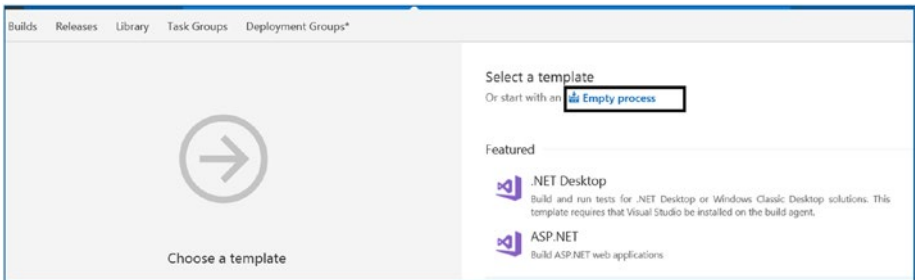 Builds Releases Library Task Groups Deployment Groups*
Select a template
Or start with an Empty process
Featured
.NET Desktop
Build and run tests for .NET Desktop or Windows Classic Desktop solutions. This
template requires that Visual Studio be installed on the build agent.
ASP.NET
Build ASP.NET web applications
Choose a template